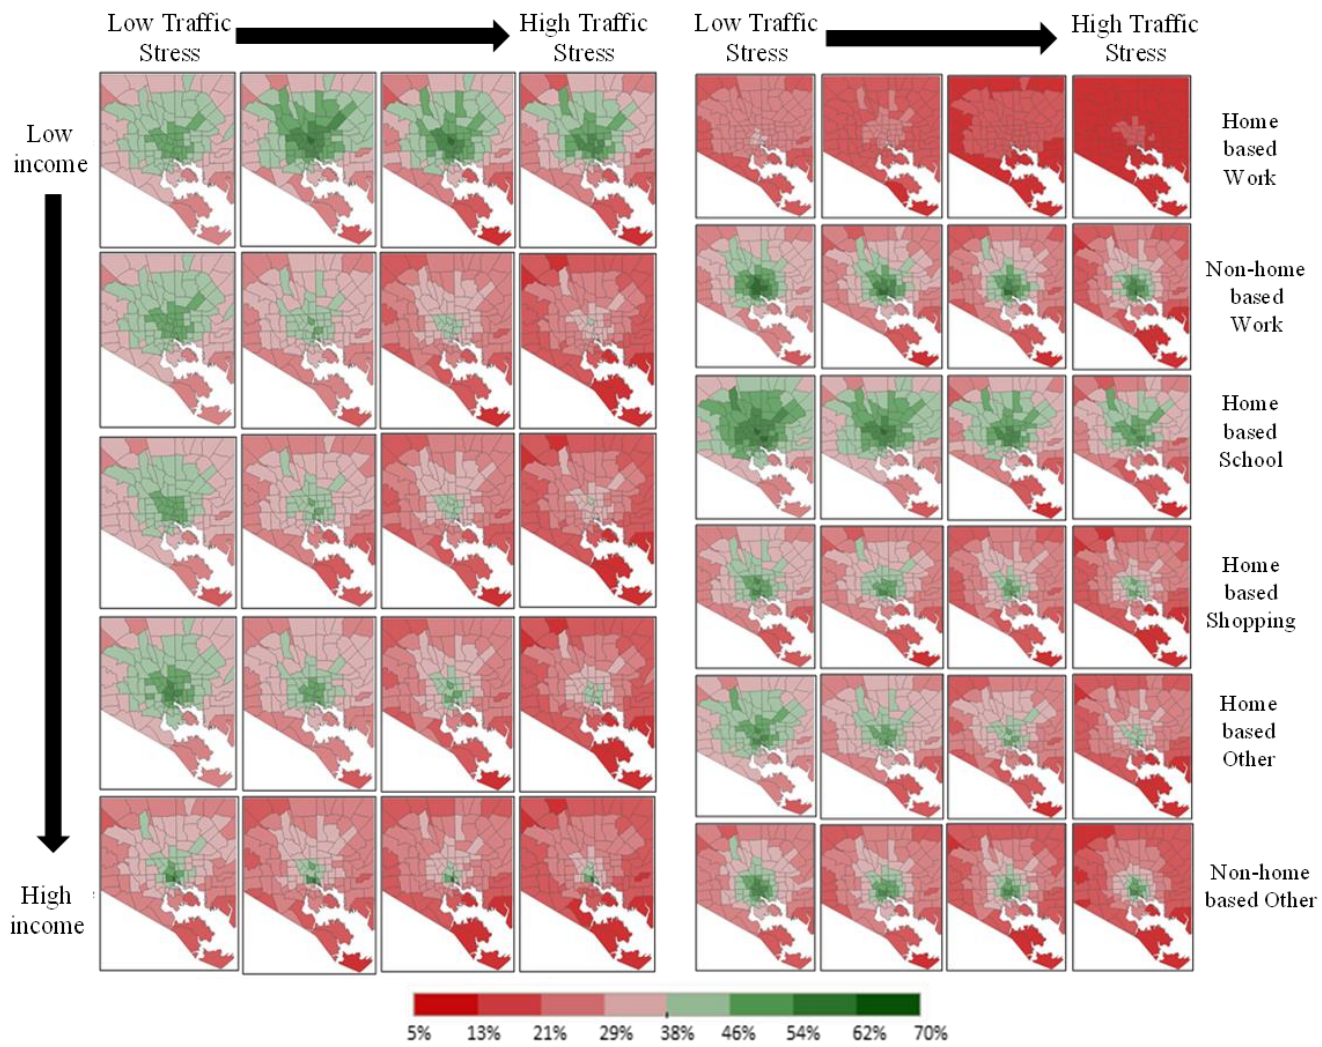 Low Traffic
Stress
High Traffic
Stress
Low Traffic
Stress
High Traffic
Stress
Low
income
High
income
Home
based
Work
Non-home
based
Work
Home
based
School
Home
based
Shopping
Home
based
Other
Non-home
based Other
5% 13% 21% 29% 38% 46% 54% 62% 70%